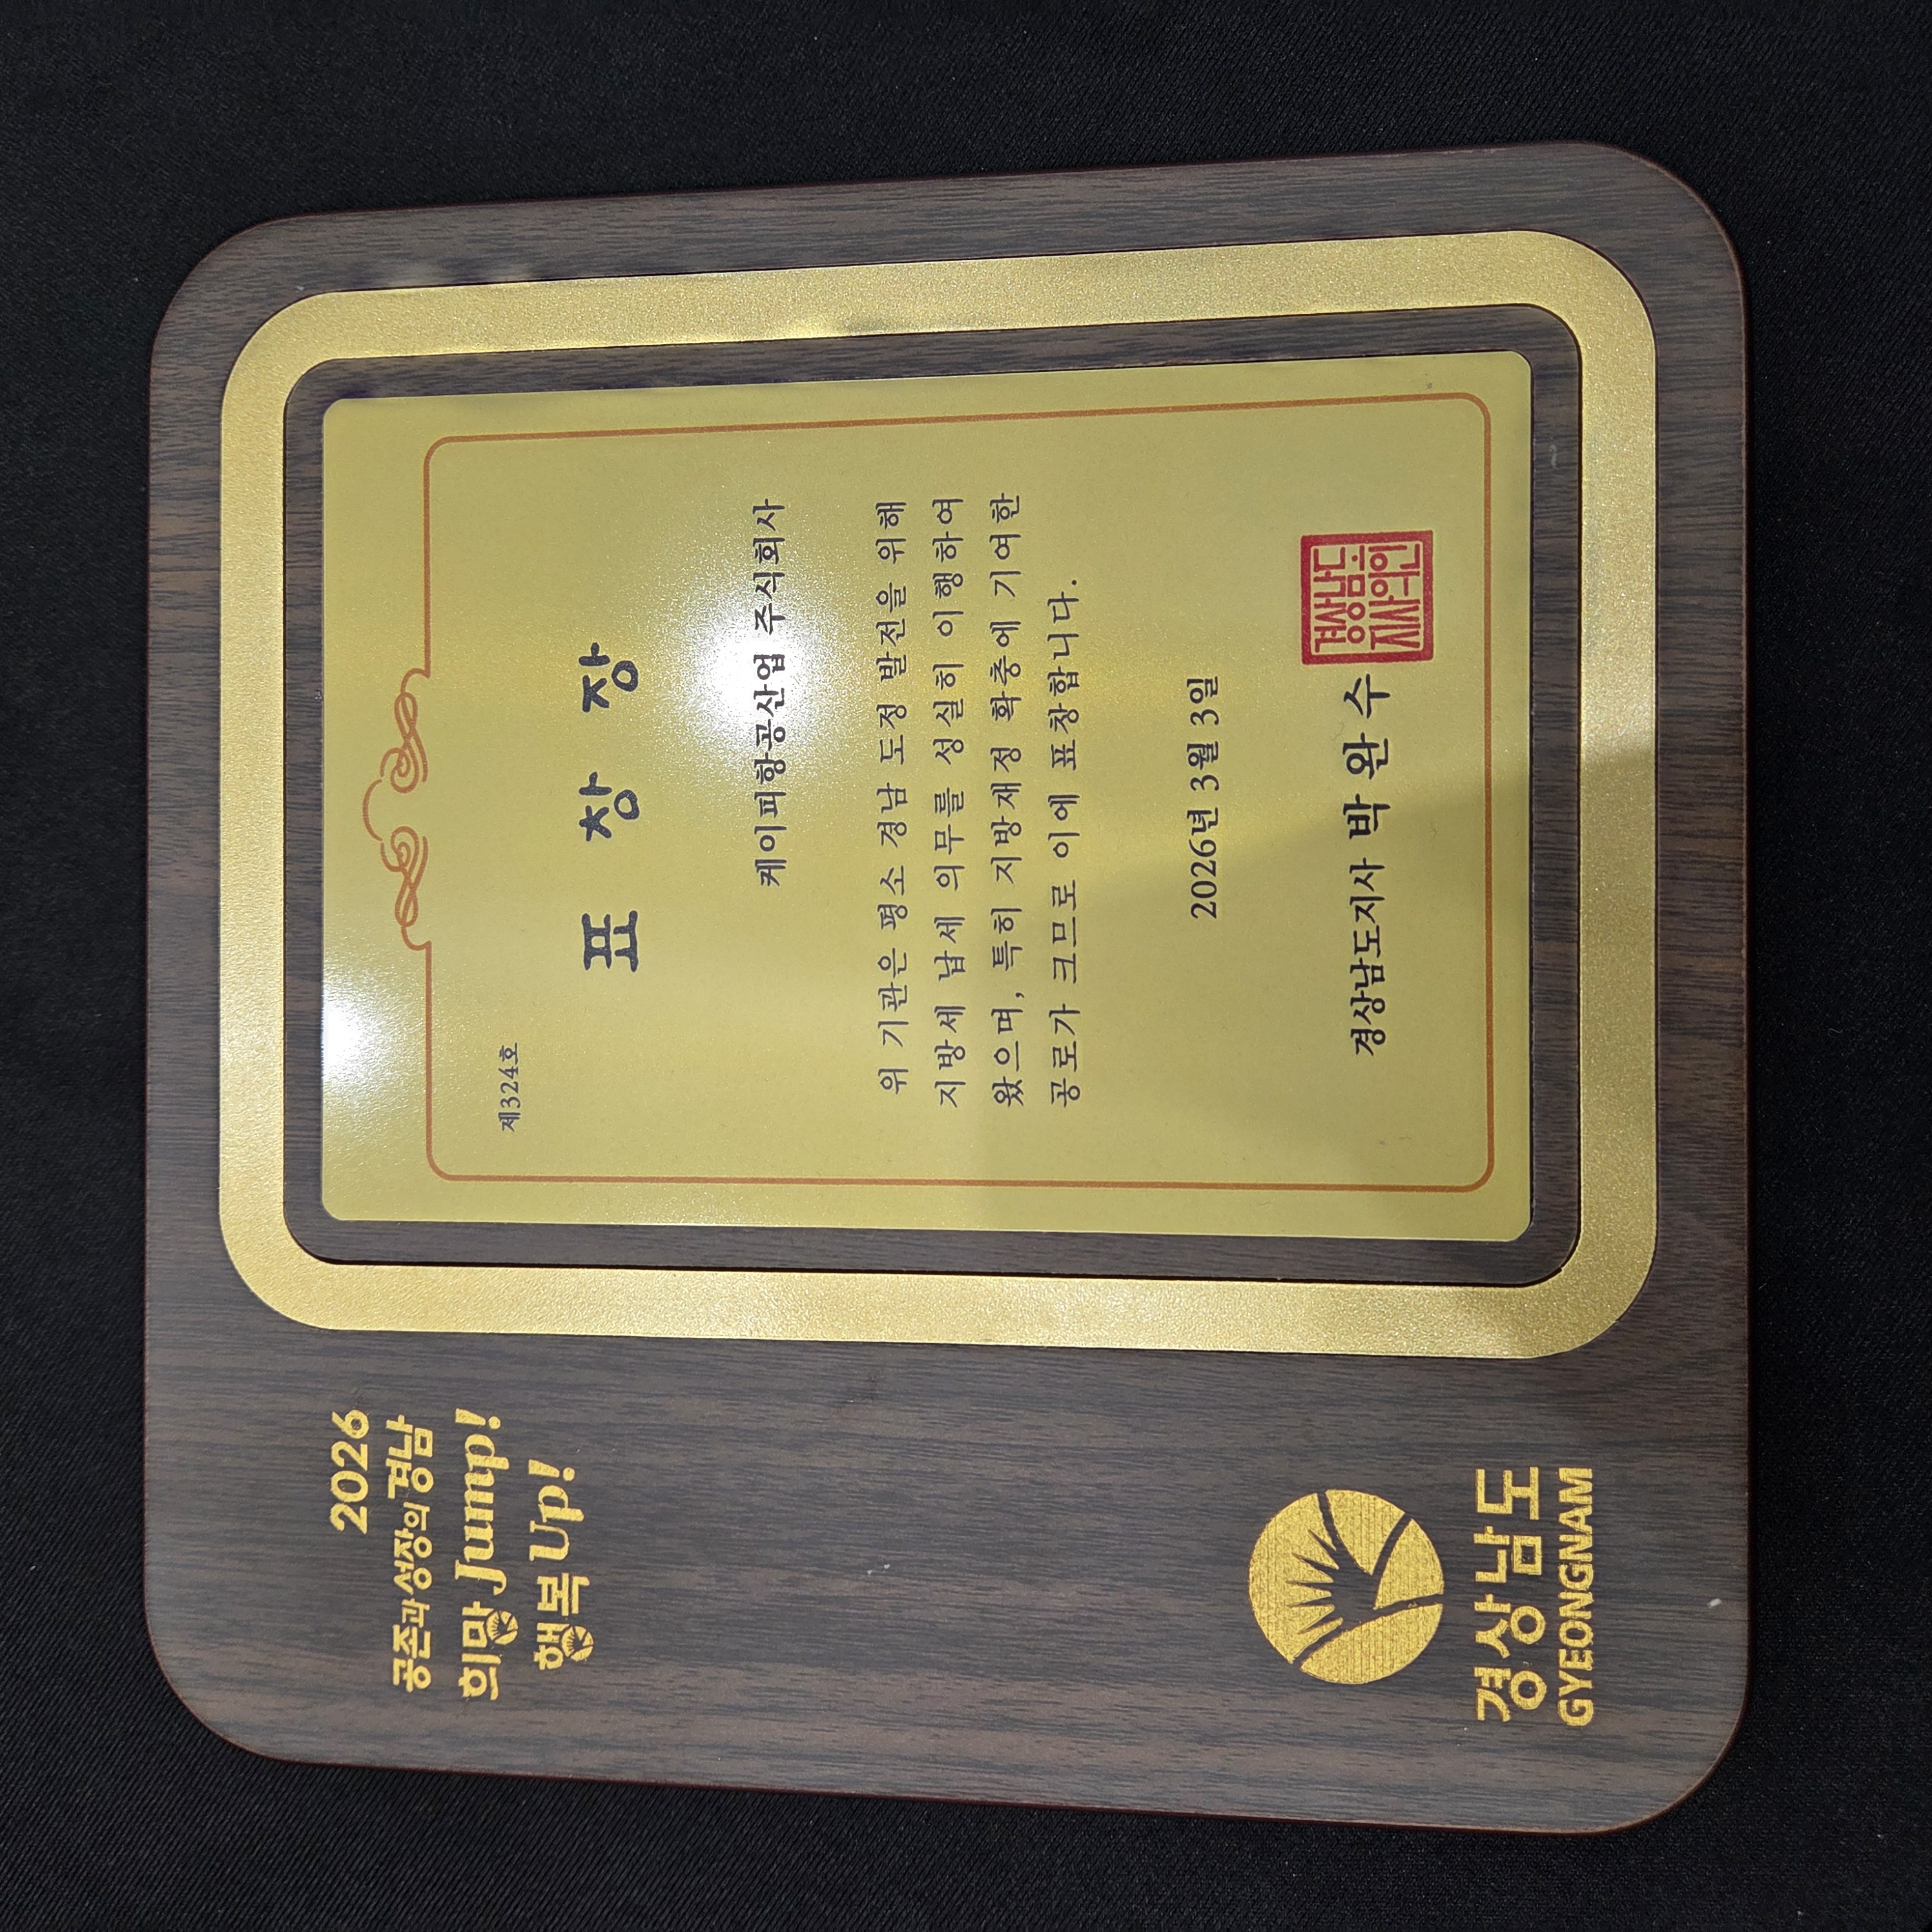 2026
공존과 성장의 경남
희망 Jump!
행복 Up!
경상남도
GYEONGNAM
제324호
표 창 장
케이피항공산업 주식회사
위 기관은 평소 경남 도정 발전을 위해
지방세 납세 의무를 성실히 이행하여
왔으며, 특히 지방재정 확충에 기여한
공로가 크므로 이에 표창합니다.
2026년 3월 3일
경상남도지사 박 완 수
경상남도
지사의인